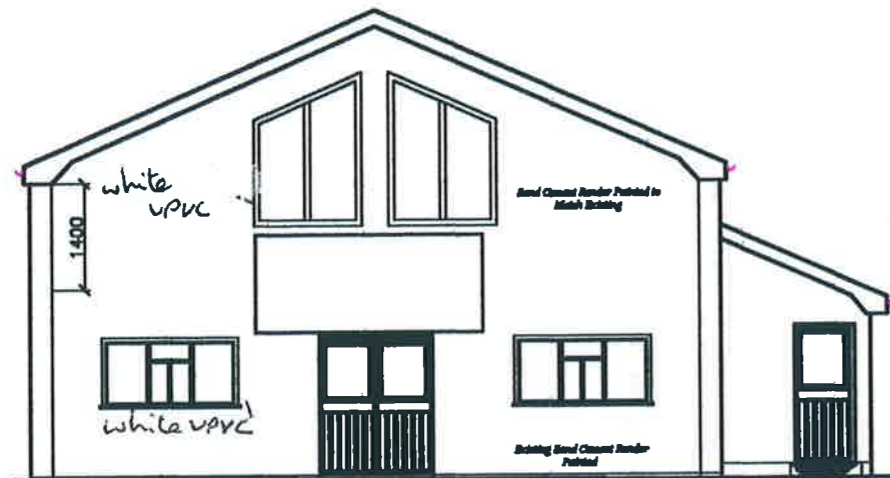 white
uPVC
1400
Sand Cement Render Painted to
Match Existing
white uPVC
Existing Sand Cement Render
Painted